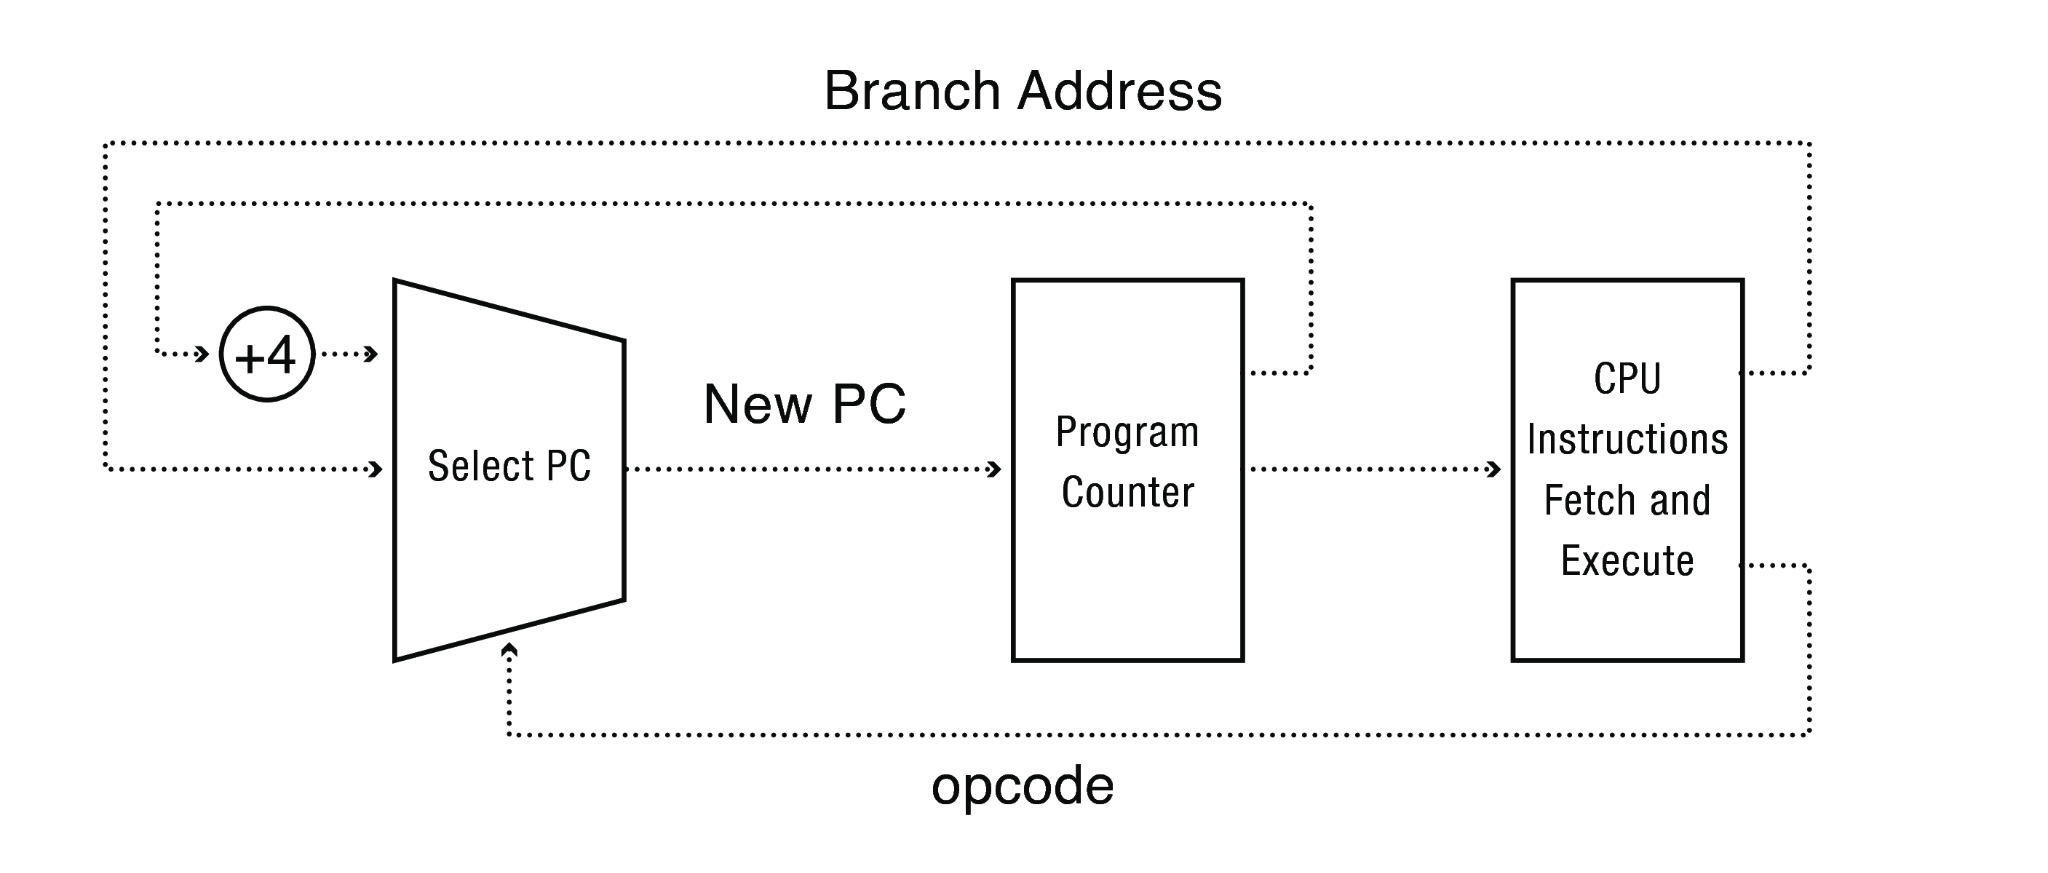 Branch Address
+4
Select PC
New PC
Program
Counter
CPU
Instructions
Fetch and
Execute
opcode